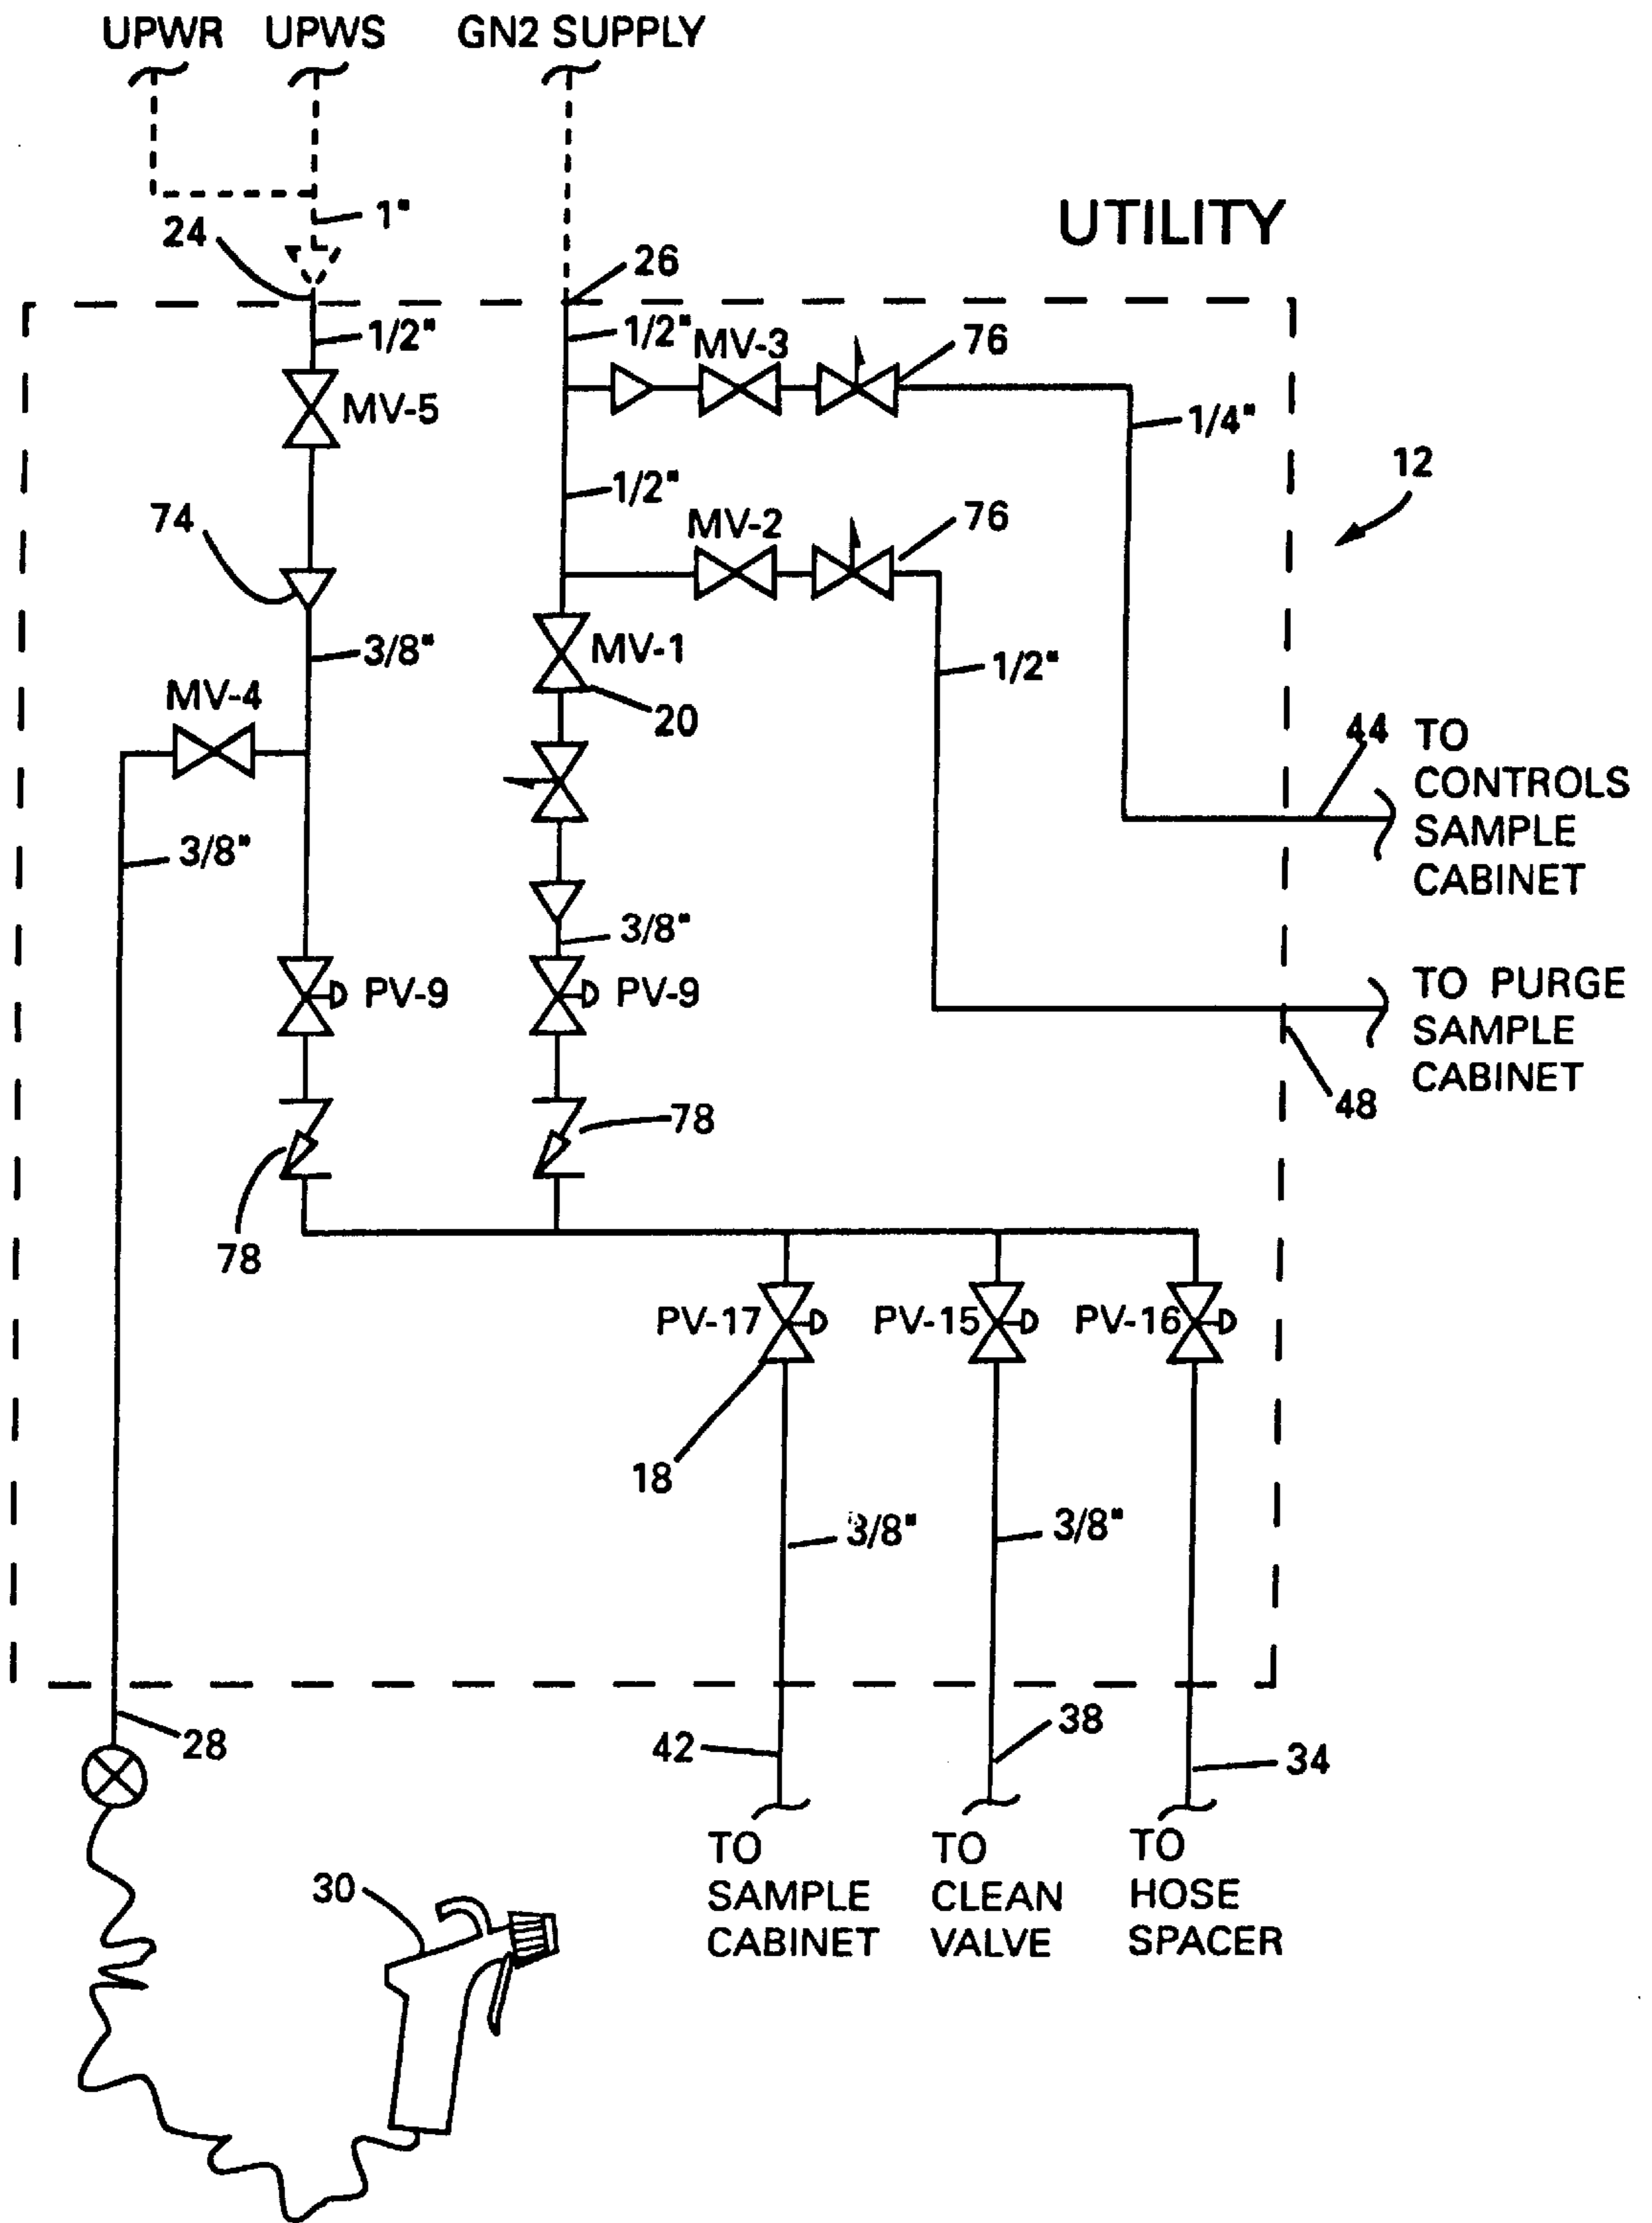 UPWR UPWS GN2 SUPPLY
1"
UTILITY
24
26
1/2"
1/2" MV-3 76
MV-5
1/4"
12
1/2"
74
MV-2 76
3/8"
MV-1
1/2"
MV-4
20
44 TO
CONTROLS
SAMPLE
CABINET
3/8"
3/8"
PV-9 PV-9
TO PURGE
SAMPLE
CABINET
48
78
78
PV-17 PV-15 PV-16
18
3/8" 3/8"
28
42 38 34
TO
SAMPLE
CABINET
TO
CLEAN
VALVE
TO
HOSE
SPACER
30